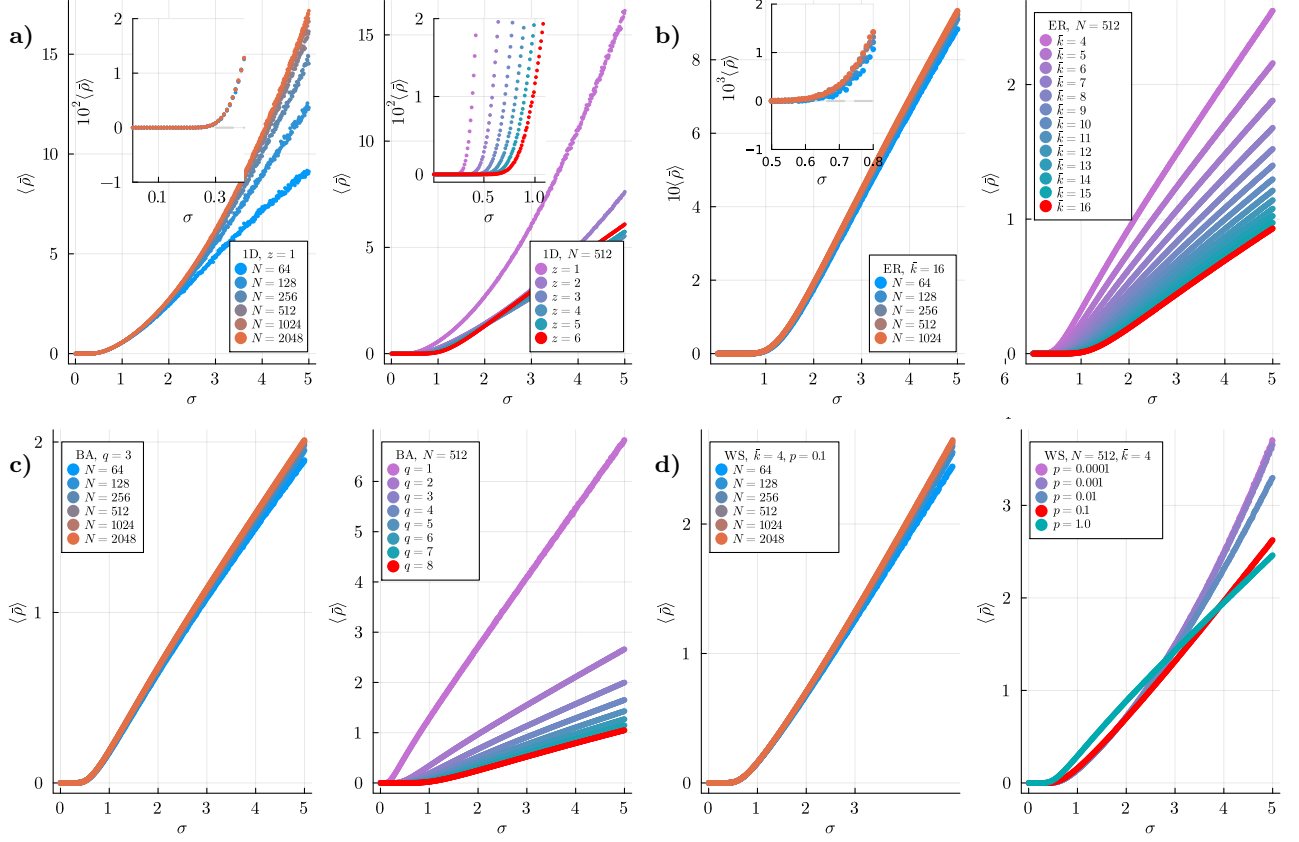 a)
10²⟨ρ̄⟩
2
1
0
−1
0.1
0.3
σ
⟨ρ̄⟩
15
10
5
0
0
1
2
3
4
5
σ
1D, z = 1
N = 64
N = 128
N = 256
N = 512
N = 1024
N = 2048
10²⟨ρ̄⟩
2
1
0
0.5
1.0
σ
⟨ρ̄⟩
15
10
5
0
0
1
2
3
4
5
σ
1D, N = 512
z = 1
z = 2
z = 3
z = 4
z = 5
z = 6
b)
10³⟨ρ̄⟩
2
1
0
−1
0.5
0.6
0.7
0.8
σ
10⟨ρ̄⟩
8
6
4
2
0
0
1
2
3
4
5
σ
ER, k̄ = 16
N = 64
N = 128
N = 256
N = 512
N = 1024
⟨ρ̄⟩
2
1
0
6
0
1
2
3
4
5
σ
ER, N = 512
k̄ = 4
k̄ = 5
k̄ = 6
k̄ = 7
k̄ = 8
k̄ = 9
k̄ = 10
k̄ = 11
k̄ = 12
k̄ = 13
k̄ = 14
k̄ = 15
k̄ = 16
c)
⟨ρ̄⟩
2
1
0
0
1
2
3
4
5
σ
BA, q = 3
N = 64
N = 128
N = 256
N = 512
N = 1024
N = 2048
⟨ρ̄⟩
6
5
4
3
2
1
0
0
1
2
3
4
5
σ
BA, N = 512
q = 1
q = 2
q = 3
q = 4
q = 5
q = 6
q = 7
q = 8
d)
⟨ρ̄⟩
2
1
0
0
1
2
3
σ
WS, k̄ = 4, p = 0.1
N = 64
N = 128
N = 256
N = 512
N = 1024
N = 2048
⟨ρ̄⟩
3
2
1
0
0
1
2
3
4
5
σ
WS, N = 512, k̄ = 4
p = 0.0001
p = 0.001
p = 0.01
p = 0.1
p = 1.0